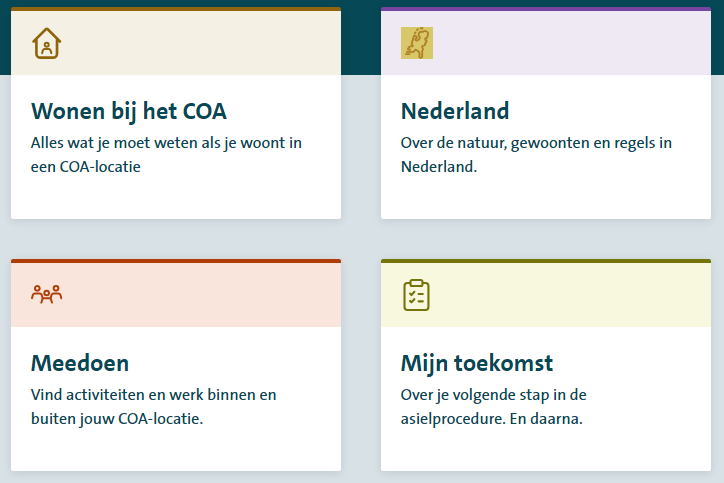 Wonen bij het COA
Alles wat je moet weten als je woont in
een COA-locatie
Nederland
Over de natuur, gewoonten en regels in
Nederland.
Meedoen
Vind activiteiten en werk binnen en
buiten jouw COA-locatie.
Mijn toekomst
Over je volgende stap in de
asielprocedure. En daarna.